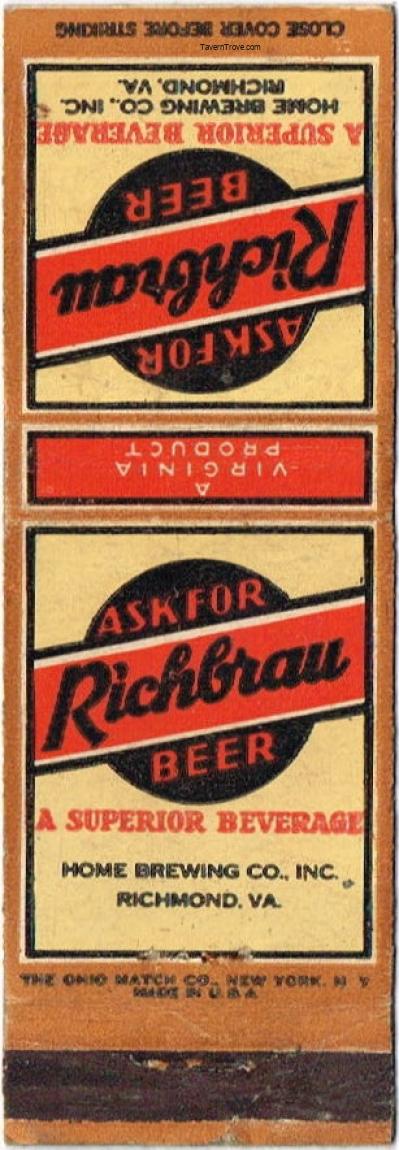 CLOSE COVER BEFORE STRIKING
TavernTrove.com
ASK FOR
Richbrau
BEER
A SUPERIOR BEVERAGE
HOME BREWING CO., INC.
RICHMOND, VA.
A
VIRGINIA
PRODUCT
ASK FOR
Richbrau
BEER
A SUPERIOR BEVERAGE
HOME BREWING CO., INC.
RICHMOND, VA.
THE OHIO MATCH CO., NEW YORK, N Y
MADE IN U.S.A